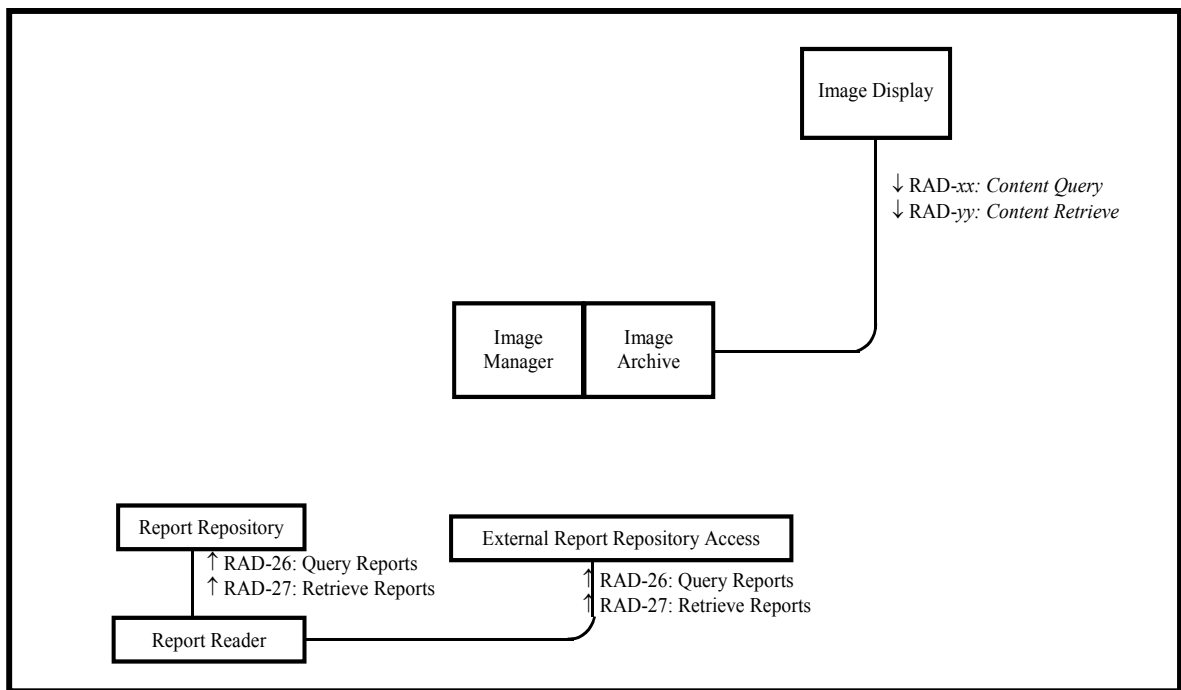 Image Display
↓ RAD-xx: Content Query
↓ RAD-yy: Content Retrieve
Image
Manager
Image
Archive
Report Repository
External Report Repository Access
↑ RAD-26: Query Reports
↑ RAD-27: Retrieve Reports
↑ RAD-26: Query Reports
↑ RAD-27: Retrieve Reports
Report Reader